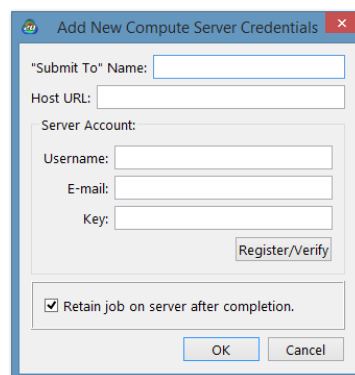 Add New Compute Server Credentials
"Submit To" Name:
Host URL:
Server Account:
Username:
E-mail:
Key:
Register/Verify
Retain job on server after completion.
OK Cancel